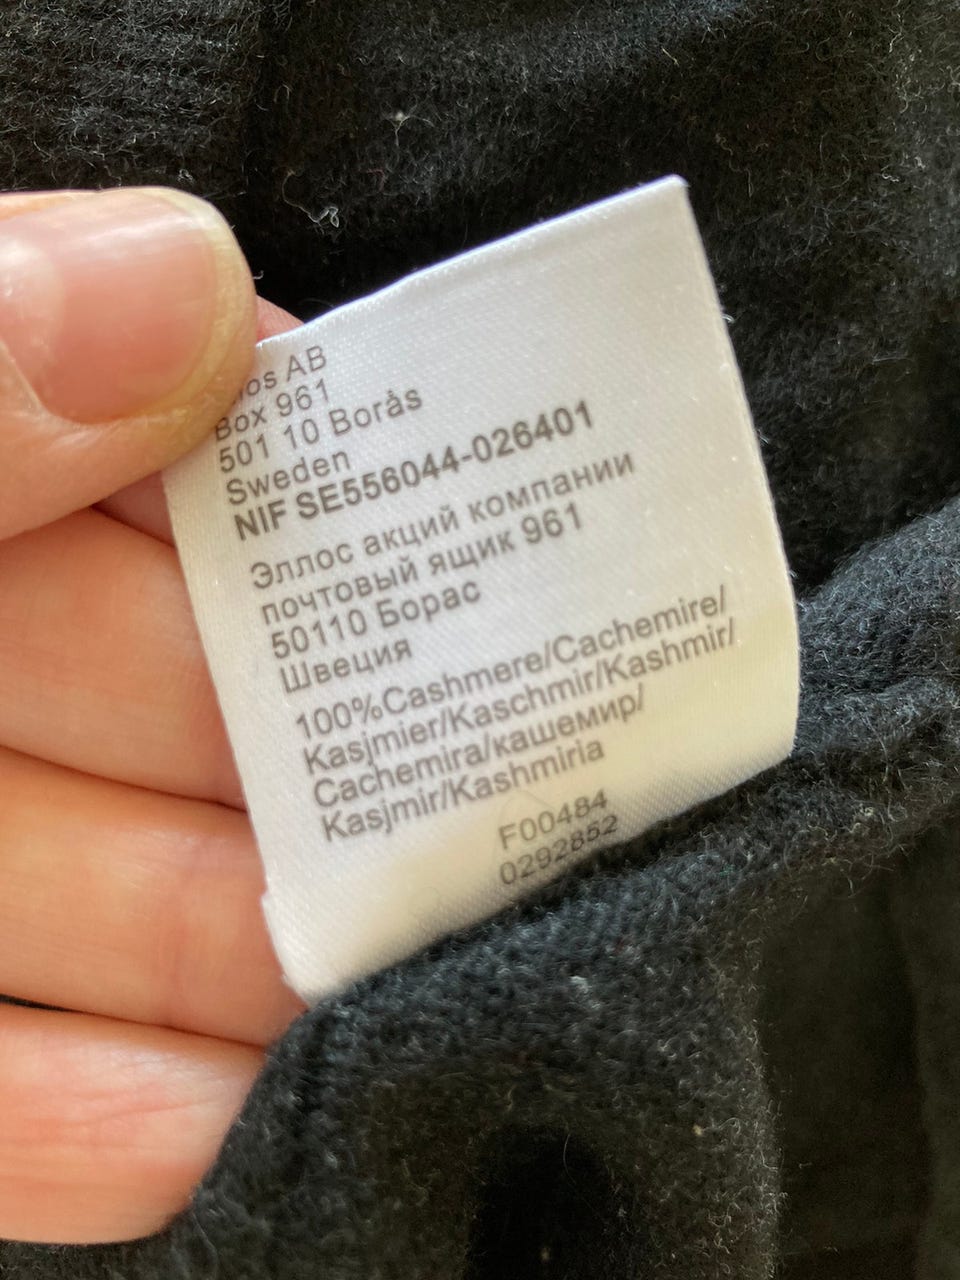 AB
Box 961
501 10 Borås
Sweden
NIF SE556044-026401
Эллос акций компании
почтовый ящик 961
50110 Борас
Швеция
100%Cashmere/Cachemire/
Kasjmier/Kaschmir/Kashmir/
Cachemira/кашемир/
Kasjmir/Kashmiria
F00484
0292852